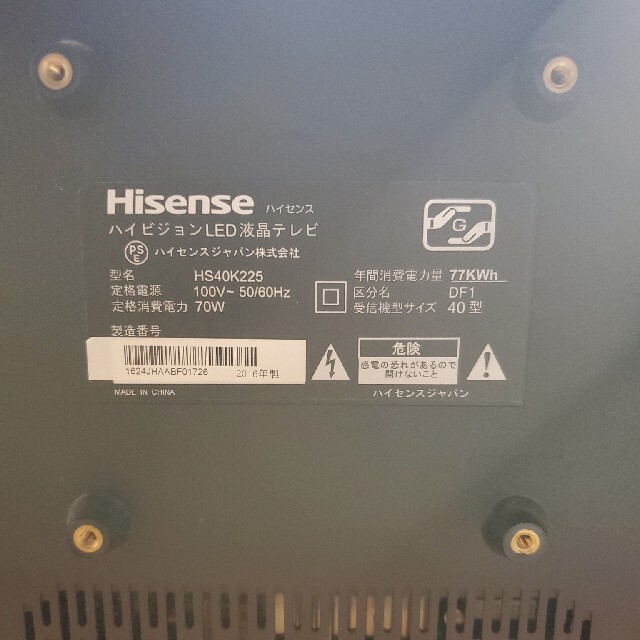 Hisense ハイセンス
ハイビジョンLED液晶テレビ
PSE ハイセンスジャパン株式会社
型名 HS40K225
定格電源 100V~ 50/60Hz
定格消費電力 70W
製造番号
1624JHAABF01726 2016年製
MADE IN CHINA
G
年間消費電力量 77KWh
区分名 DF1
受信機型サイズ 40型
危険
感電の恐れがあるので
開けないこと
ハイセンスジャパン